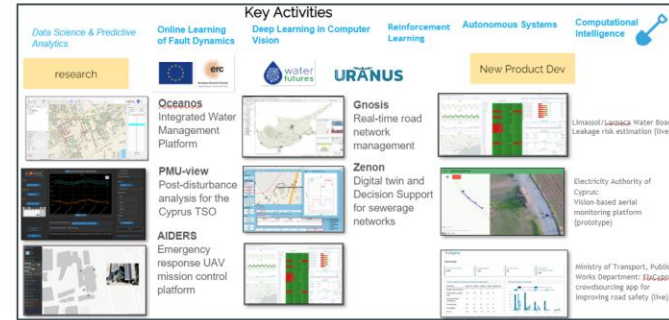 Key Activities
Data Science & Predictive
Analytics
Online Learning
of Fault Dynamics
Deep Learning in Computer
Vision
Reinforcement
Learning
Autonomous Systems
Computational
Intelligence
research
erc
water
futures
URANUS
New Product Dev
Oceanos
Integrated Water
Management
Platform
PMU-view
Post-disturbance
analysis for the
Cyprus TSO
AIDERS
Emergency
response UAV
mission control
platform
Gnosis
Real-time road
network
management
Zenon
Digital twin and
Decision Support
for sewerage
networks
Limassol/Larnaca Water Boar
Leakage risk estimation (live)
Electricity Authority of
Cyprus:
Vision-based aerial
monitoring platform
(prototype)
Ministry of Transport, Public
Works Department: FixCyprus
crowdsourcing app for
improving road safety (live)